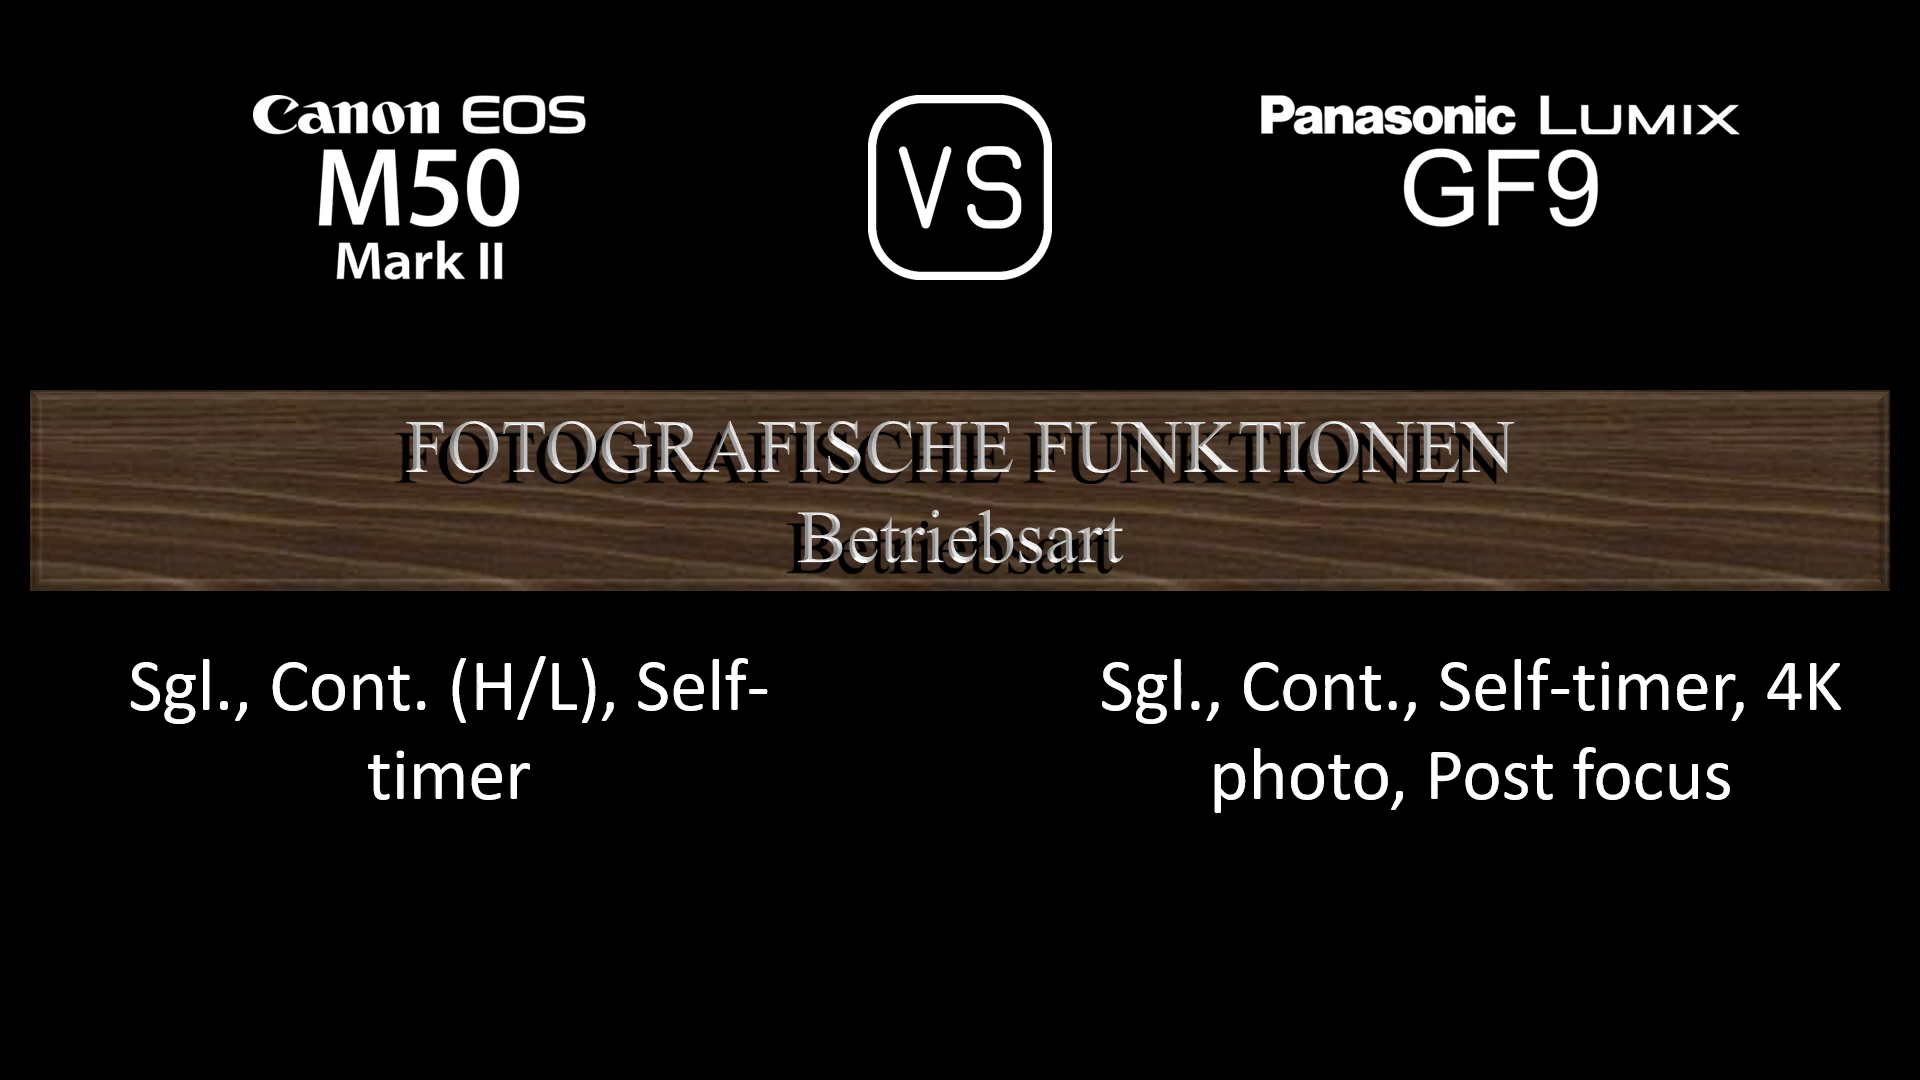 Canon EOS
M50
Mark II
VS
Panasonic LUMIX
GF9
FOTOGRAFISCHE FUNKTIONEN
Betriebsart
Sgl., Cont. (H/L), Self-
timer
Sgl., Cont., Self-timer, 4K
photo, Post focus